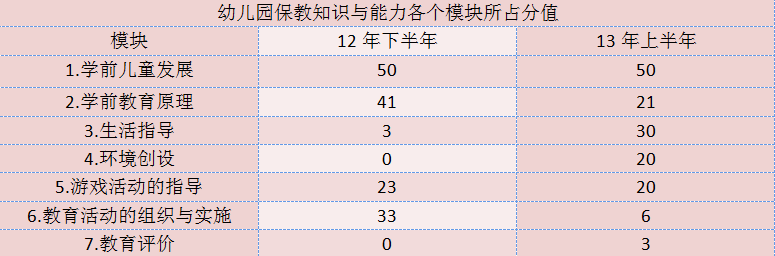 幼儿园保教知识与能力各个模块所占分值
模块 12 年下半年 13 年上半年
1.学前儿童发展 50 50
2.学前教育原理 41 21
3.生活指导 3 30
4.环境创设 0 20
5.游戏活动的指导 23 20
6.教育活动的组织与实施 33 6
7.教育评价 0 3